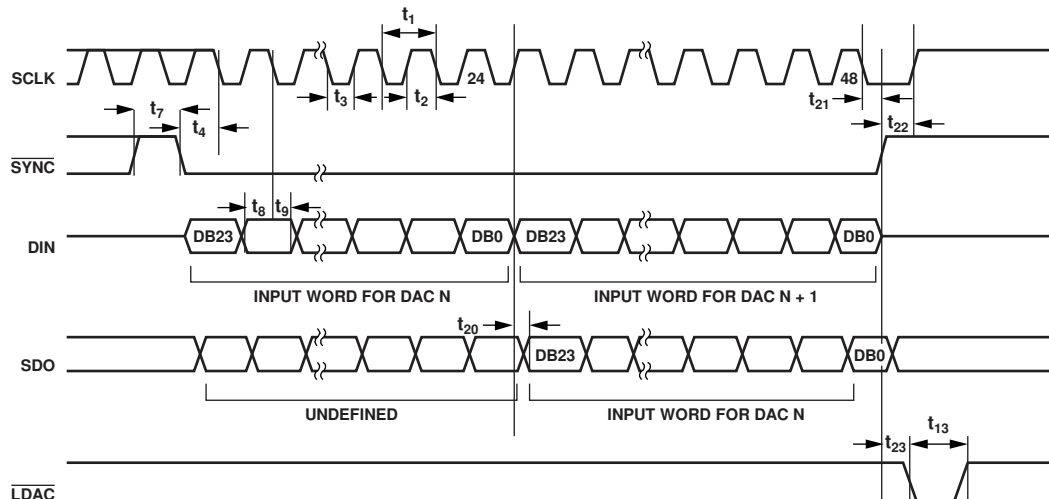 t1
SCLK
24
48
t3
t2
t21
t7
t4
t22
SYNC
t8
t9
DIN
DB23
DB0
DB23
DB0
INPUT WORD FOR DAC N
INPUT WORD FOR DAC N + 1
t20
SDO
DB23
DB0
UNDEFINED
INPUT WORD FOR DAC N
t23
t13
LDAC